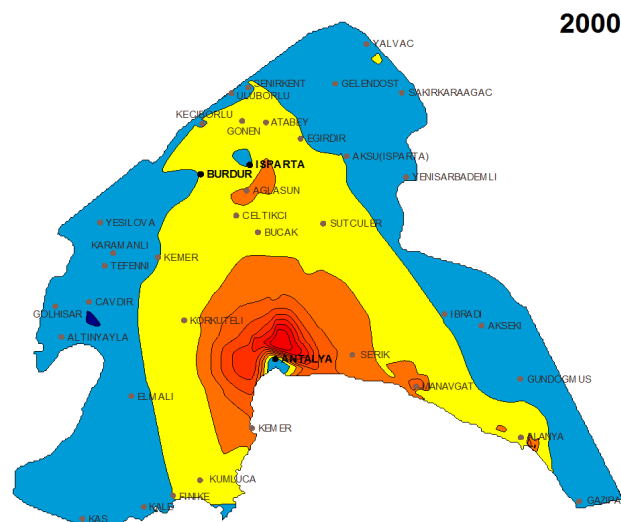 2000
YALVAC
SENIRKENT
GELENDOST
ULUBORLU
SAKIRKARAAGAC
KECIBORLU
ATABEY
GONEN
EGIRDIR
AKSU(ISPARTA)
ISPARTA
BURDUR
YENISARBADEMLI
AGLASUN
CELTIKCI
YESILOVA
SUTCULER
BUCAK
KARAMANLI
KEMER
TEFENNI
CAVDIR
GOLHISAR
IBRADI
KORKUTELI
AKSEKI
ALTINYAYLA
SERIK
ANTALYA
GUNDOGMUS
MANAVGAT
ELMALI
KEMER
ALANYA
KUMLUCA
FINIKE
GAZIPA
KALE
KAS